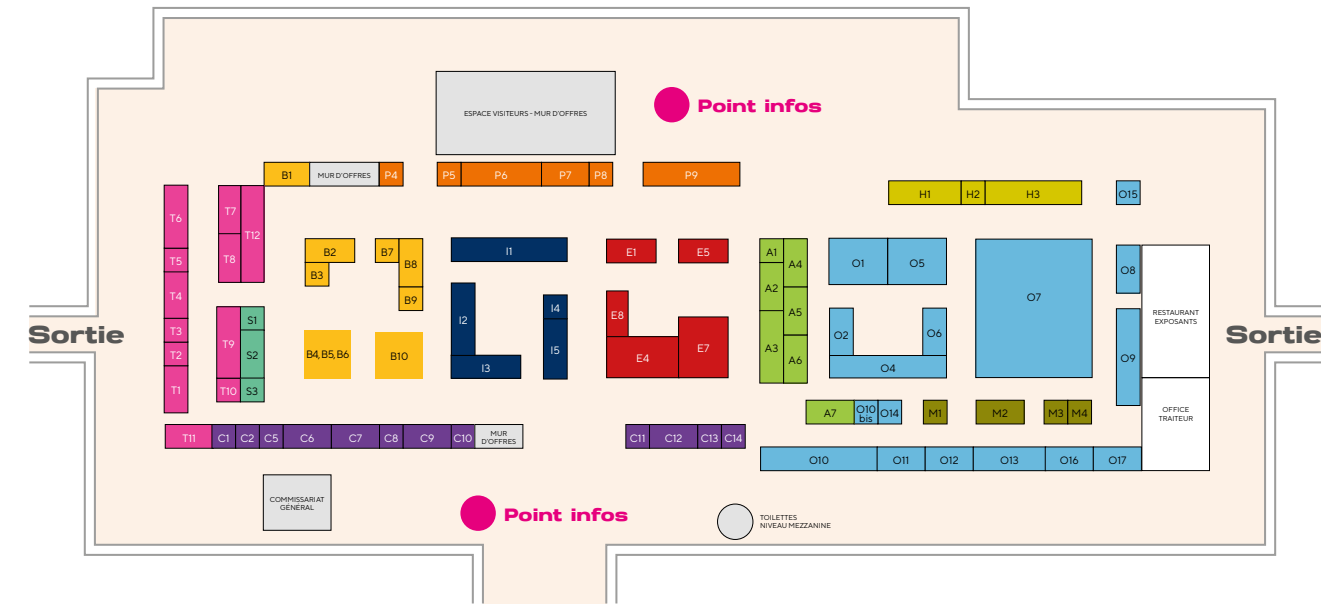 ESPACE VISITEURS - MUR D'OFFRES
Point infos
B1
MUR D'OFFRES
P4
P5
P6
P7
P8
P9
H1
H2
H3
O15
T6
T7
T12
T5
T8
T4
T3
T2
T1
B2
B3
B7
B8
B9
I1
E1
E5
A1
A4
A2
A5
A3
A6
O1
O5
O7
O8
RESTAURANT
EXPOSANTS
Sortie
T9
S1
S2
T10
S3
B4, B5, B6
B10
I2
I3
I4
I5
E8
E4
E7
O2
O6
O4
O9
Sortie
OFFICE
TRAITEUR
A7
O10
bis
O14
M1
M2
M3
M4
T11
C1
C2
C5
C6
C7
C8
C9
C10
MUR
D'OFFRES
C11
C12
C13
C14
O10
O11
O12
O13
O16
O17
COMMISSARIAT
GÉNÉRAL
Point infos
TOILETTES
NIVEAU MEZZANINE